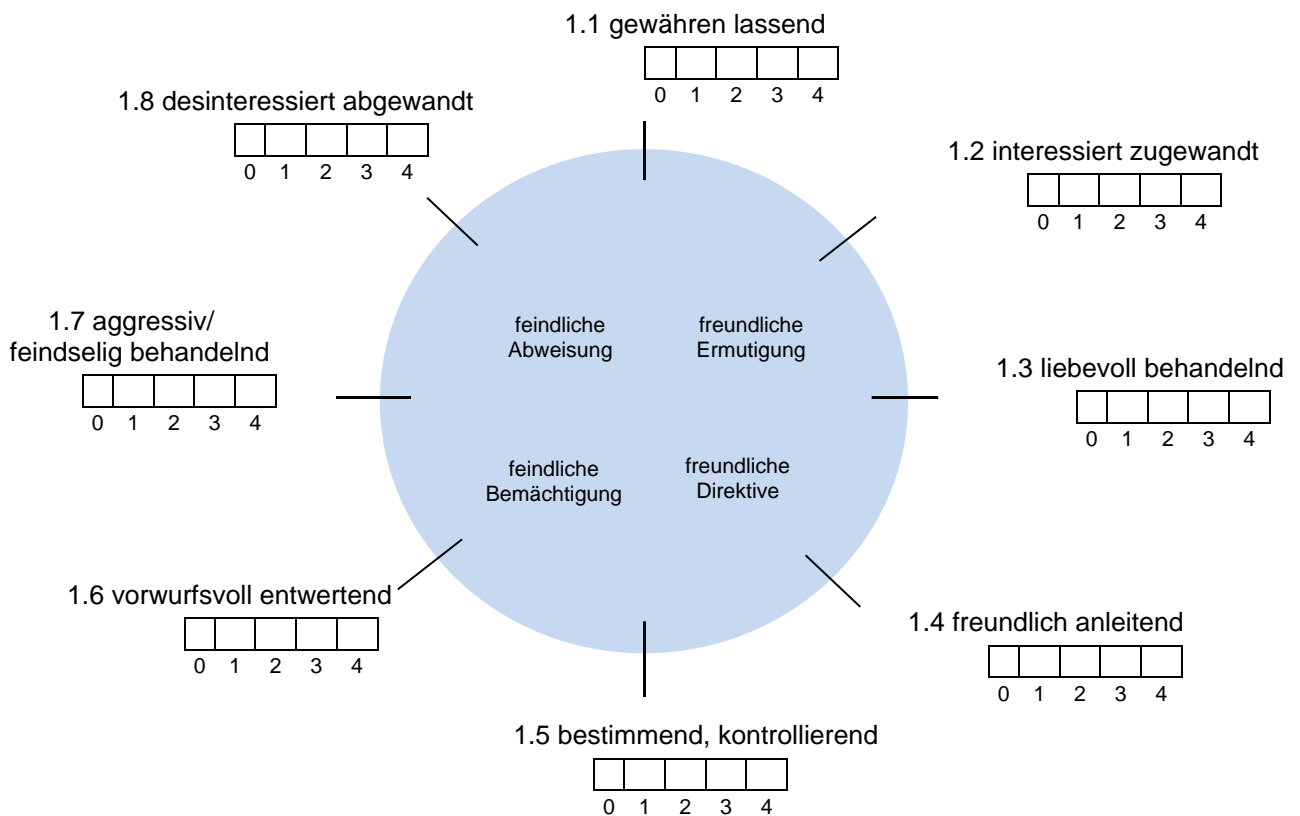 1.1 gewähren lassend
0 1 2 3 4
1.8 desinteressiert abgewandt
0 1 2 3 4
1.2 interessiert zugewandt
0 1 2 3 4
1.7 aggressiv/
feindselig behandelnd
0 1 2 3 4
feindliche
Abweisung
freundliche
Ermutigung
1.3 liebevoll behandelnd
0 1 2 3 4
feindliche
Bemächtigung
freundliche
Direktive
1.6 vorwurfsvoll entwertend
0 1 2 3 4
1.4 freundlich anleitend
0 1 2 3 4
1.5 bestimmend, kontrollierend
0 1 2 3 4